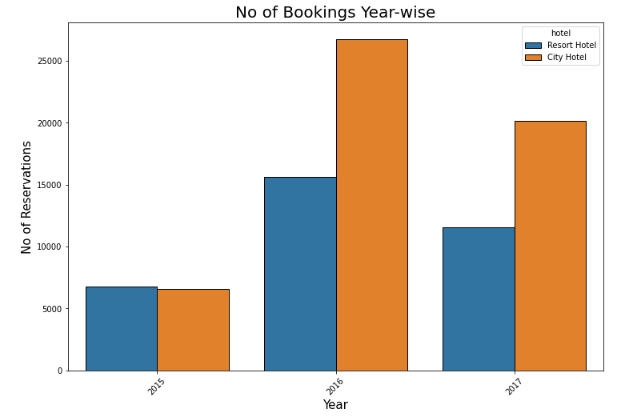 No of Bookings Year-wise
hotel
Resort Hotel
City Hotel
No of Reservations
25000
20000
15000
10000
5000
0
2015
2016
2017
Year